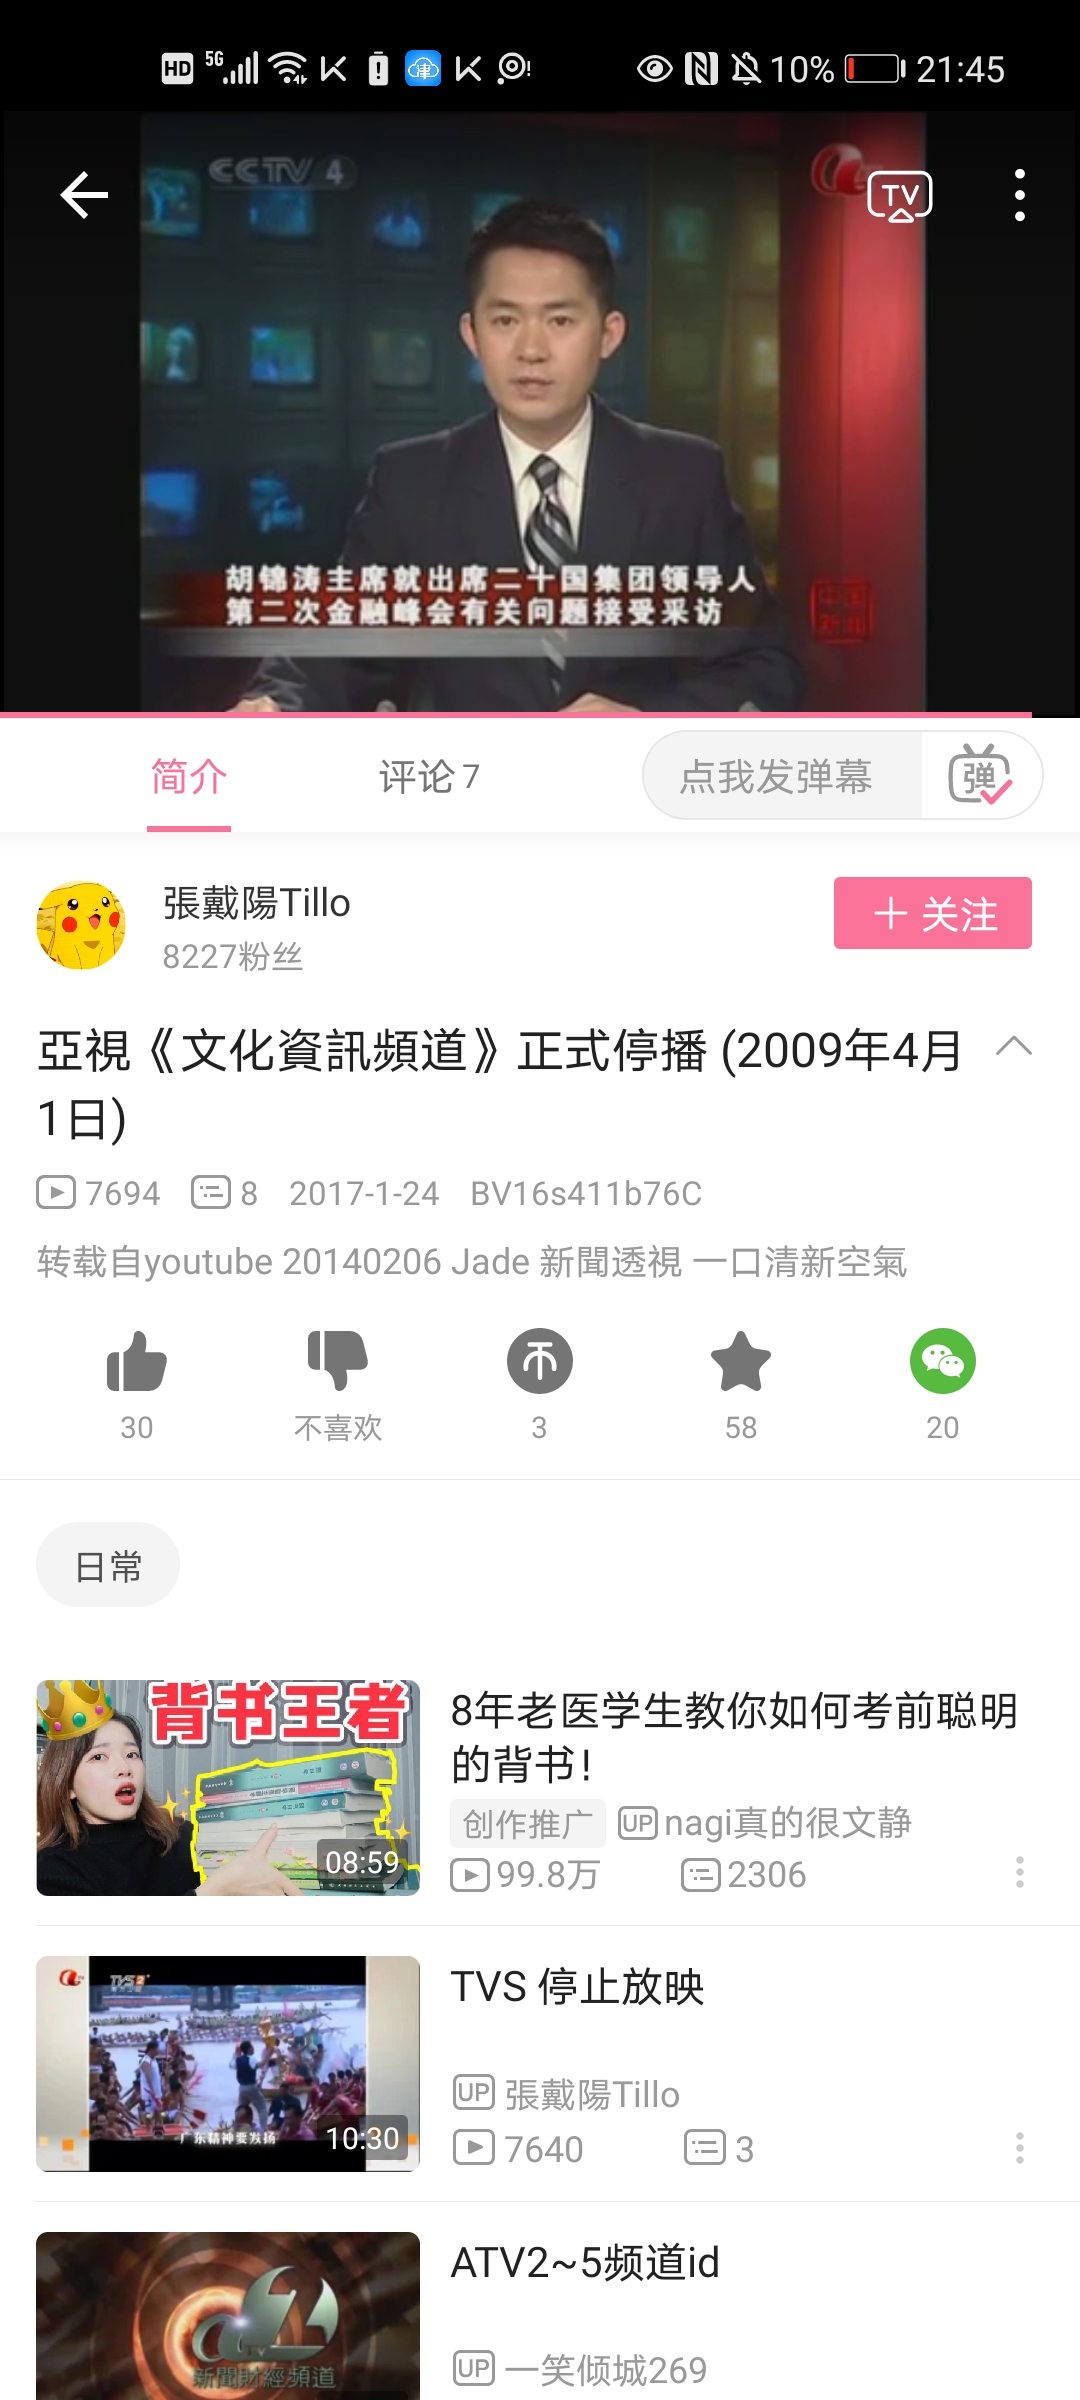 HD 5G 津 10% 21:45
CCTV 4
TV
胡锦涛主席就出席二十国集团领导人
第二次金融峰会有关问题接受采访
中国
新闻
简介 评论 7 点我发弹幕 弹
張戴陽Tillo
8227粉丝
+ 关注
亞視《文化資訊頻道》正式停播 (2009年4月
1日)
7694 8 2017-1-24 BV16s411b76C
转载自youtube 20140206 Jade 新聞透視 一口清新空氣
30 不喜欢 3 58 20
日常
背书王者
08:59
8年老医学生教你如何考前聪明
的背书!
创作推广 UP nagi真的很文静
99.8万 2306
TVS2
广东精神要发扬
10:30
TVS 停止放映
UP 張戴陽Tillo
7640 3
新聞財經頻道
ATV2~5频道id
UP 一笑倾城269